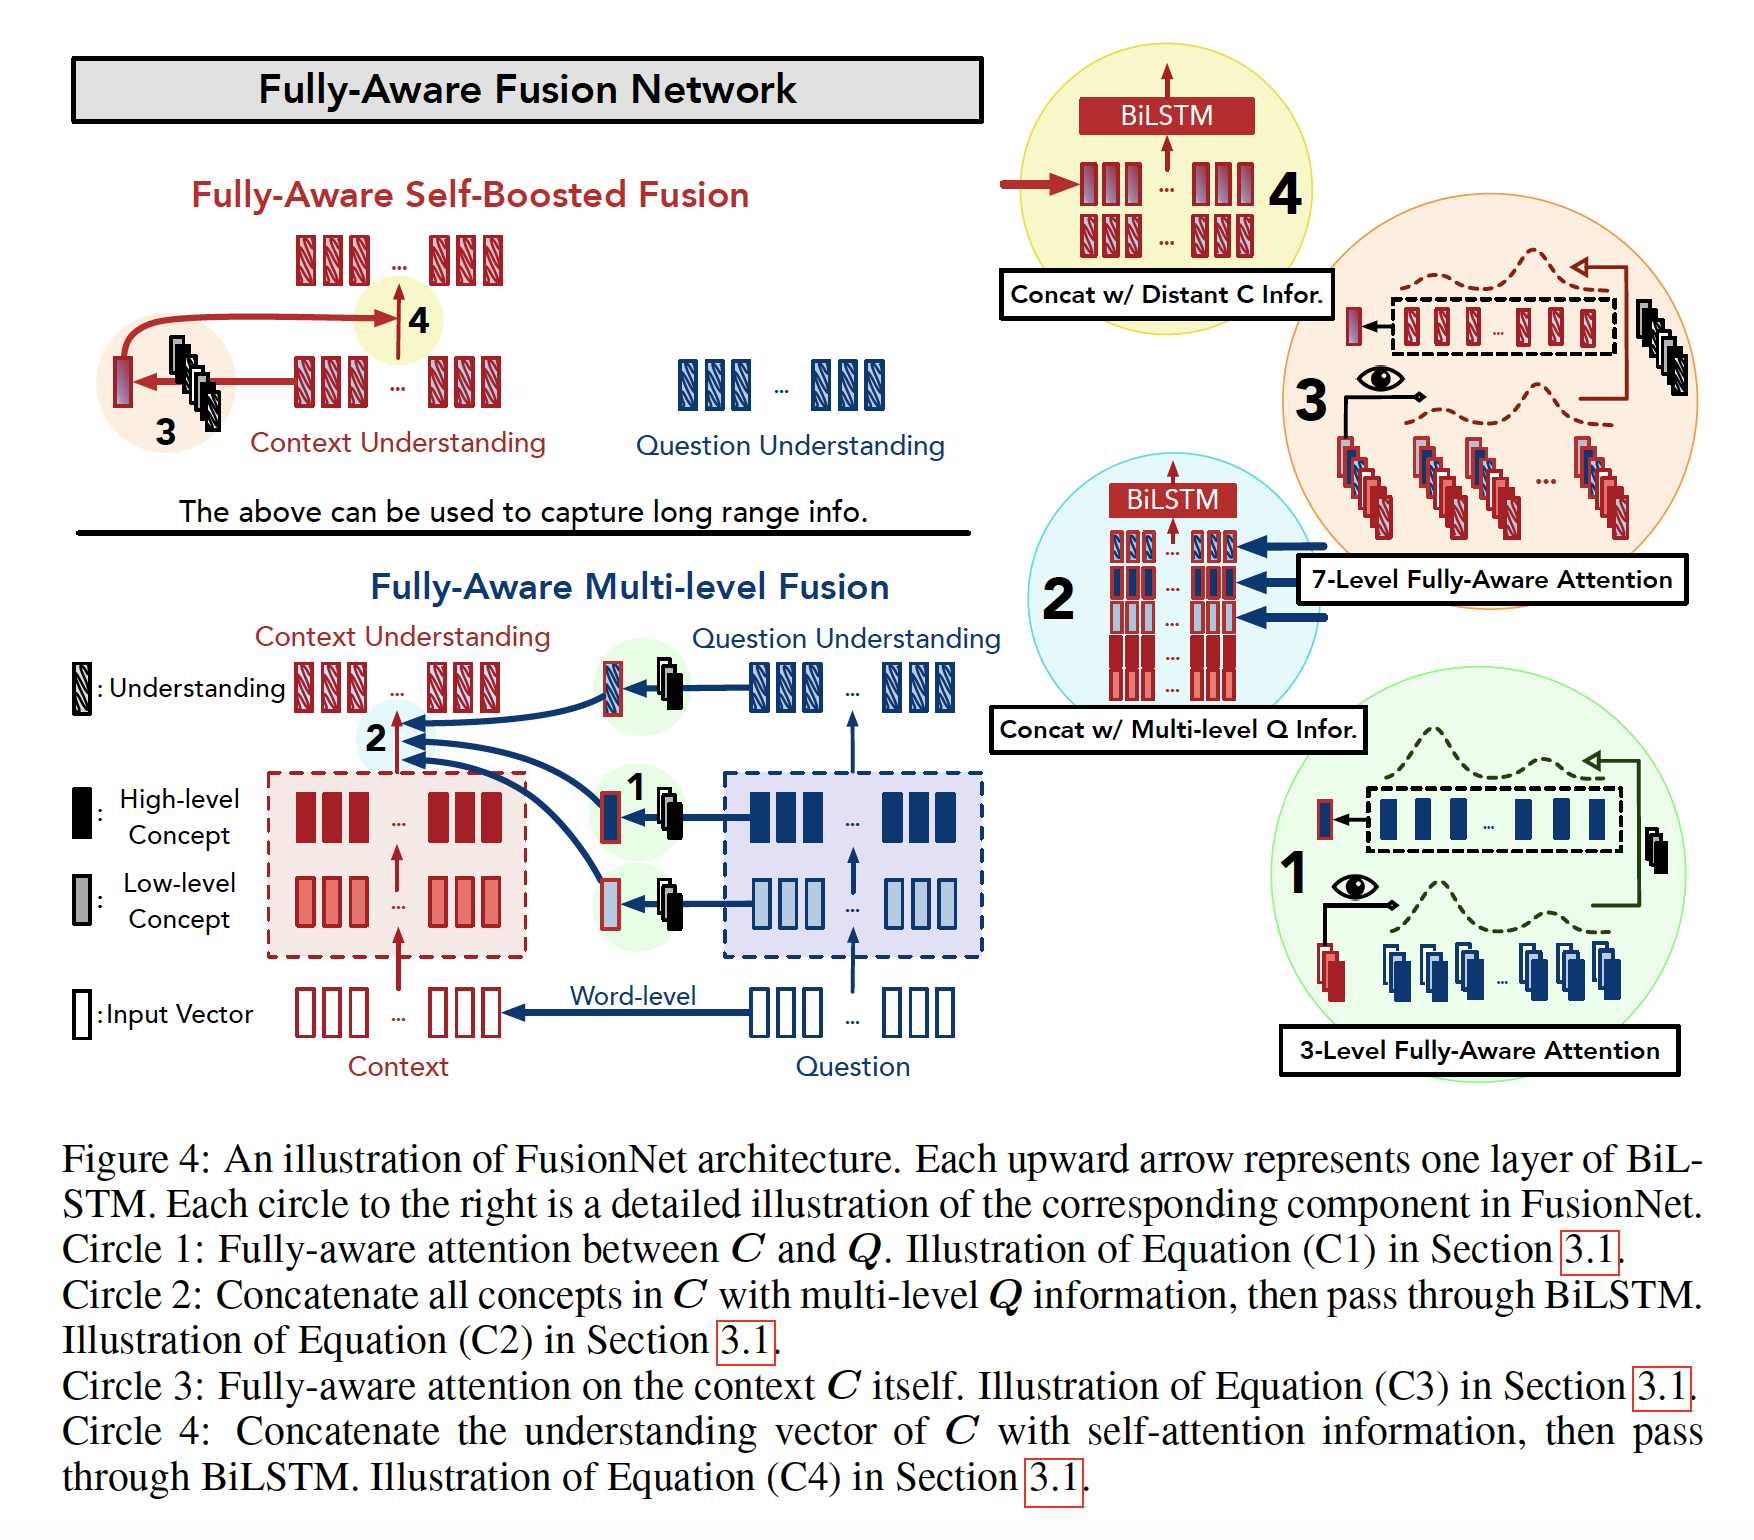 Fully-Aware Fusion Network
Fully-Aware Self-Boosted Fusion
...
4
...
3
Context Understanding
...
Question Understanding
The above can be used to capture long range info.
Fully-Aware Multi-level Fusion
Context Understanding
Question Understanding
: Understanding
...
...
2
1
: High-level
Concept
...
...
: Low-level
Concept
...
...
: Input Vector
...
Word-level
...
Context
Question
BiLSTM
...
4
...
Concat w/ Distant C Infor.
...
3
...
7-Level Fully-Aware Attention
BiLSTM
...
...
2
...
...
...
Concat w/ Multi-level Q Infor.
...
1
...
3-Level Fully-Aware Attention
Figure 4: An illustration of FusionNet architecture. Each upward arrow represents one layer of BiL-
STM. Each circle to the right is a detailed illustration of the corresponding component in FusionNet.
Circle 1: Fully-aware attention between C and Q. Illustration of Equation (C1) in Section 3.1.
Circle 2: Concatenate all concepts in C with multi-level Q information, then pass through BiLSTM.
Illustration of Equation (C2) in Section 3.1.
Circle 3: Fully-aware attention on the context C itself. Illustration of Equation (C3) in Section 3.1.
Circle 4: Concatenate the understanding vector of C with self-attention information, then pass
through BiLSTM. Illustration of Equation (C4) in Section 3.1.